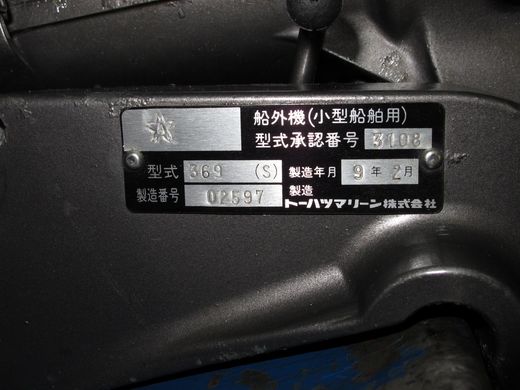 船外機(小型船舶用)
型式承認番号 3108
型式 369 (S) 製造年月 9年2月
製造番号 02597 製造
トーハツマリーン株式会社